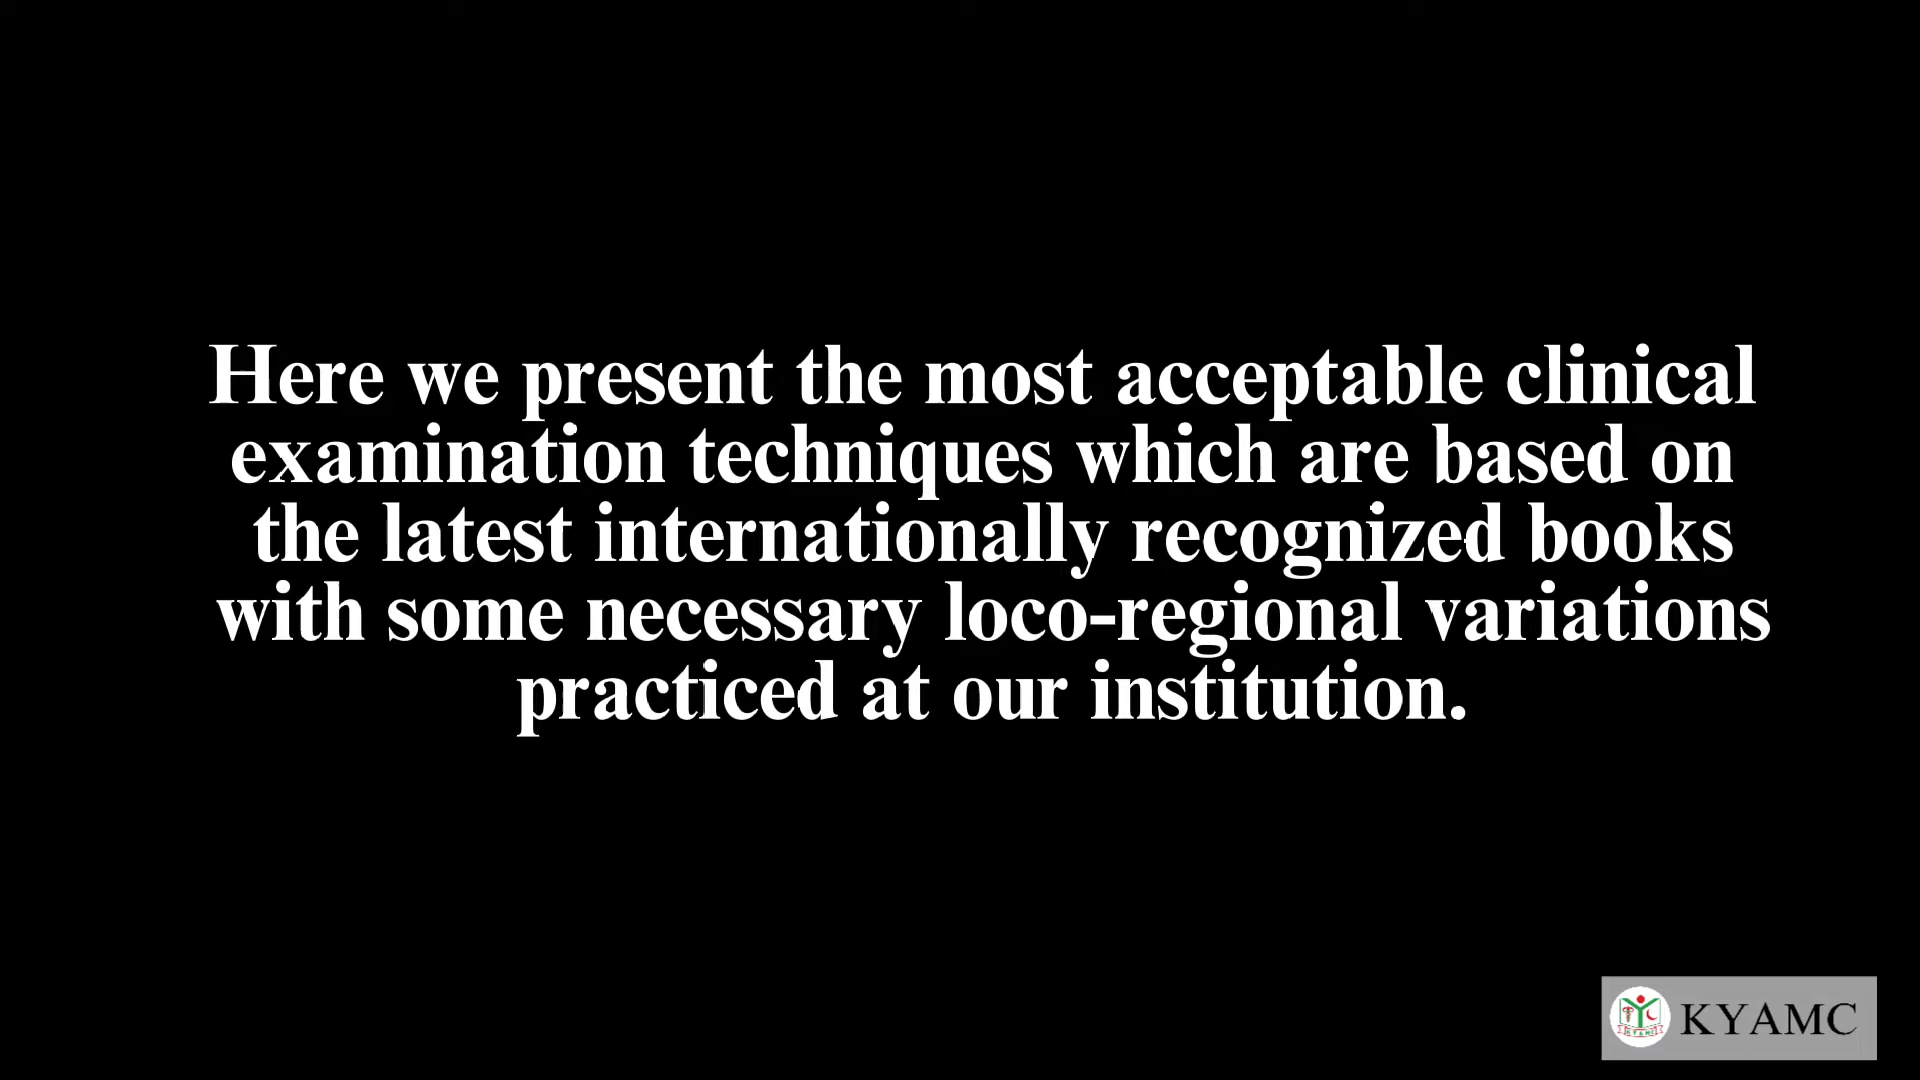 Here we present the most acceptable clinical
examination techniques which are based on
the latest internationally recognized books
with some necessary loco-regional variations
practiced at our institution.
KYAMC